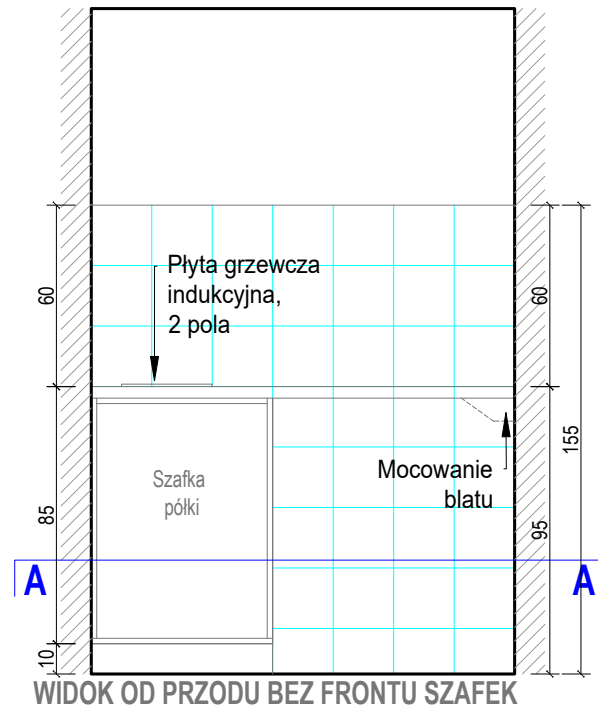 Płyta grzewcza
indukcyjna,
2 pola
60
60
155
Szafka
półki
Mocowanie
blatu
85
95
A
A
10
WIDOK OD PRZODU BEZ FRONTU SZAFEK